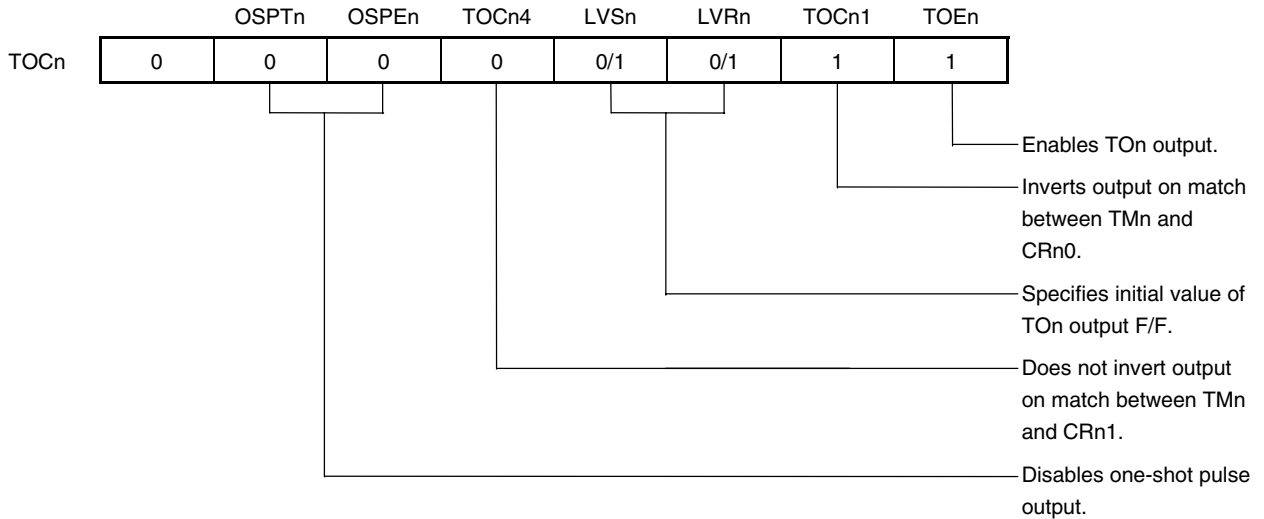 OSPTn OSPEn TOCn4 LVSn LVRn TOCn1 TOEn
TOCn 0 0 0 0 0/1 0/1 1 1
Enables TOn output.
Inverts output on match
between TMn and
CRn0.
Specifies initial value of
TOn output F/F.
Does not invert output
on match between TMn
and CRn1.
Disables one-shot pulse
output.